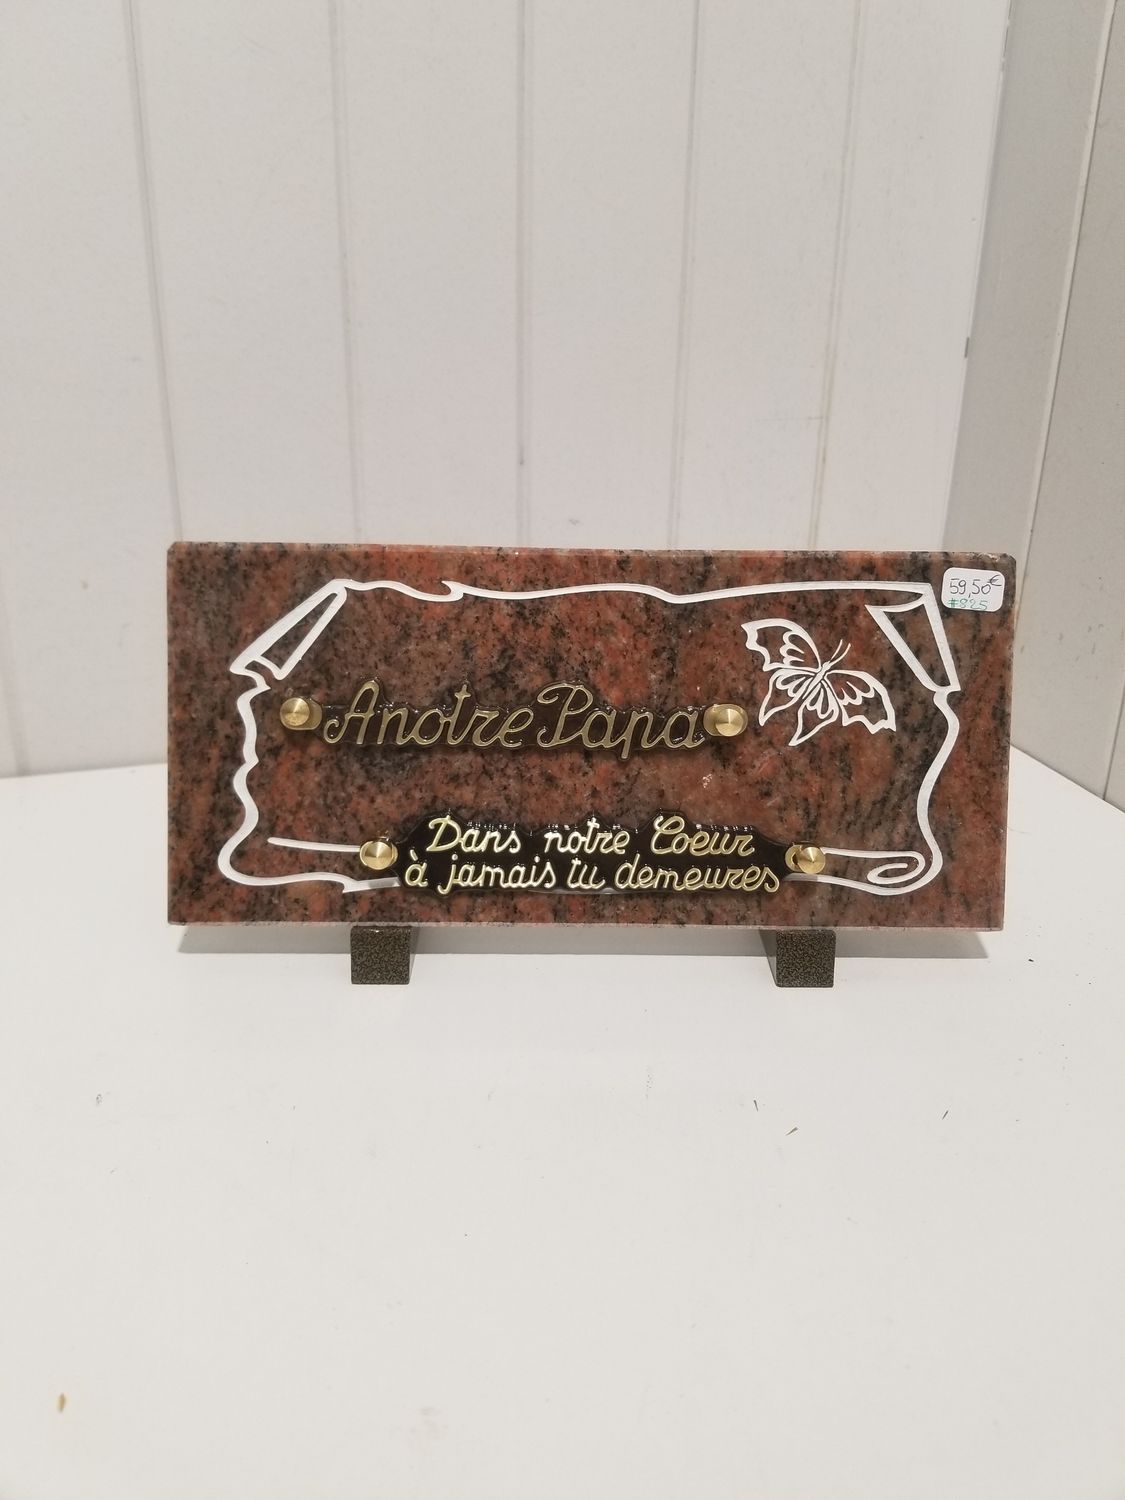 59,50€
#825
A notre Papa
Dans notre Coeur
à jamais tu demeures